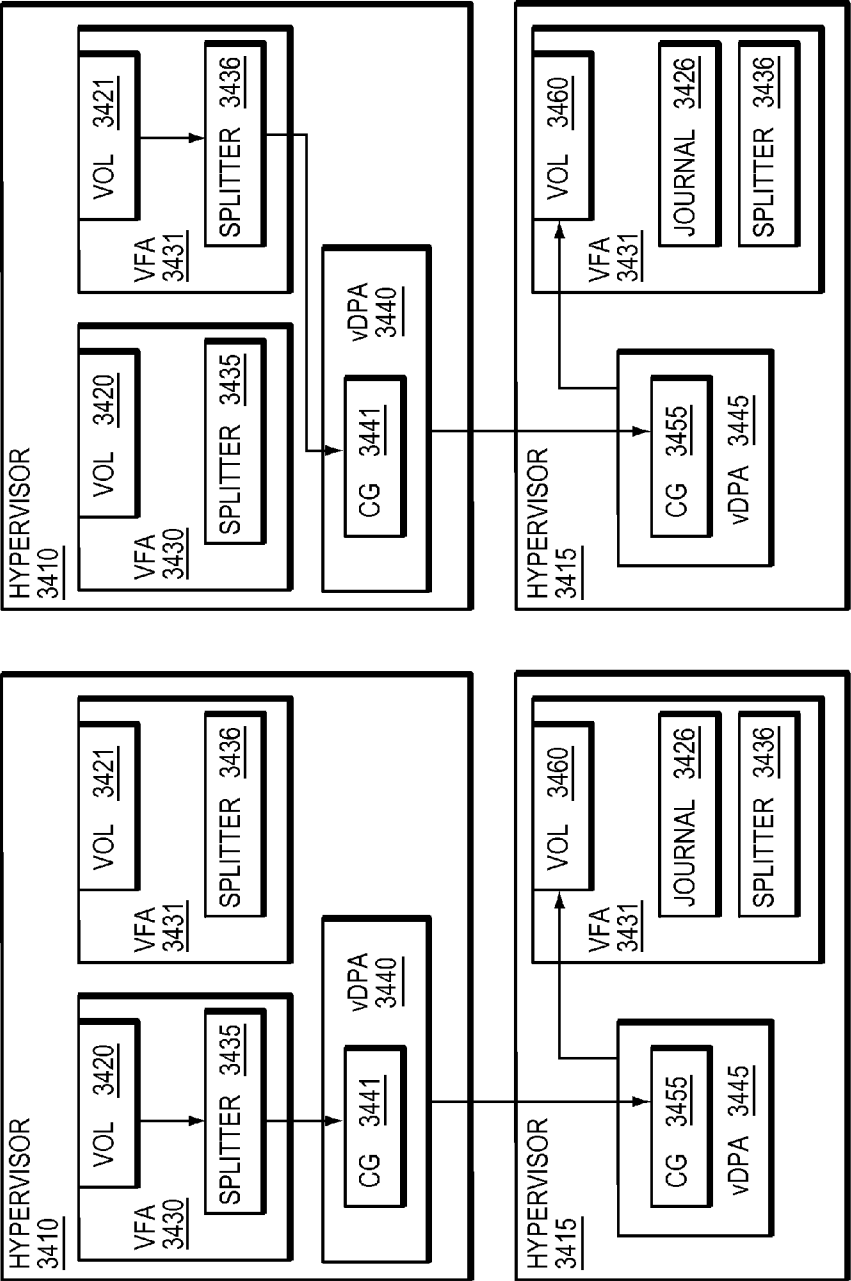 HYPERVISOR
3410
VOL 3420
VFA
3430
SPLITTER 3435
VOL 3421
VFA
3431
SPLITTER 3436
CG 3441
vDPA
3440
HYPERVISOR
3415
CG 3455
vDPA 3445
VOL 3460
VFA
3431
JOURNAL 3426
SPLITTER 3436
HYPERVISOR
3410
VOL 3420
VFA
3430
SPLITTER 3435
VOL 3421
VFA
3431
SPLITTER 3436
CG 3441
vDPA
3440
HYPERVISOR
3415
CG 3455
vDPA 3445
VOL 3460
VFA
3431
JOURNAL 3426
SPLITTER 3436